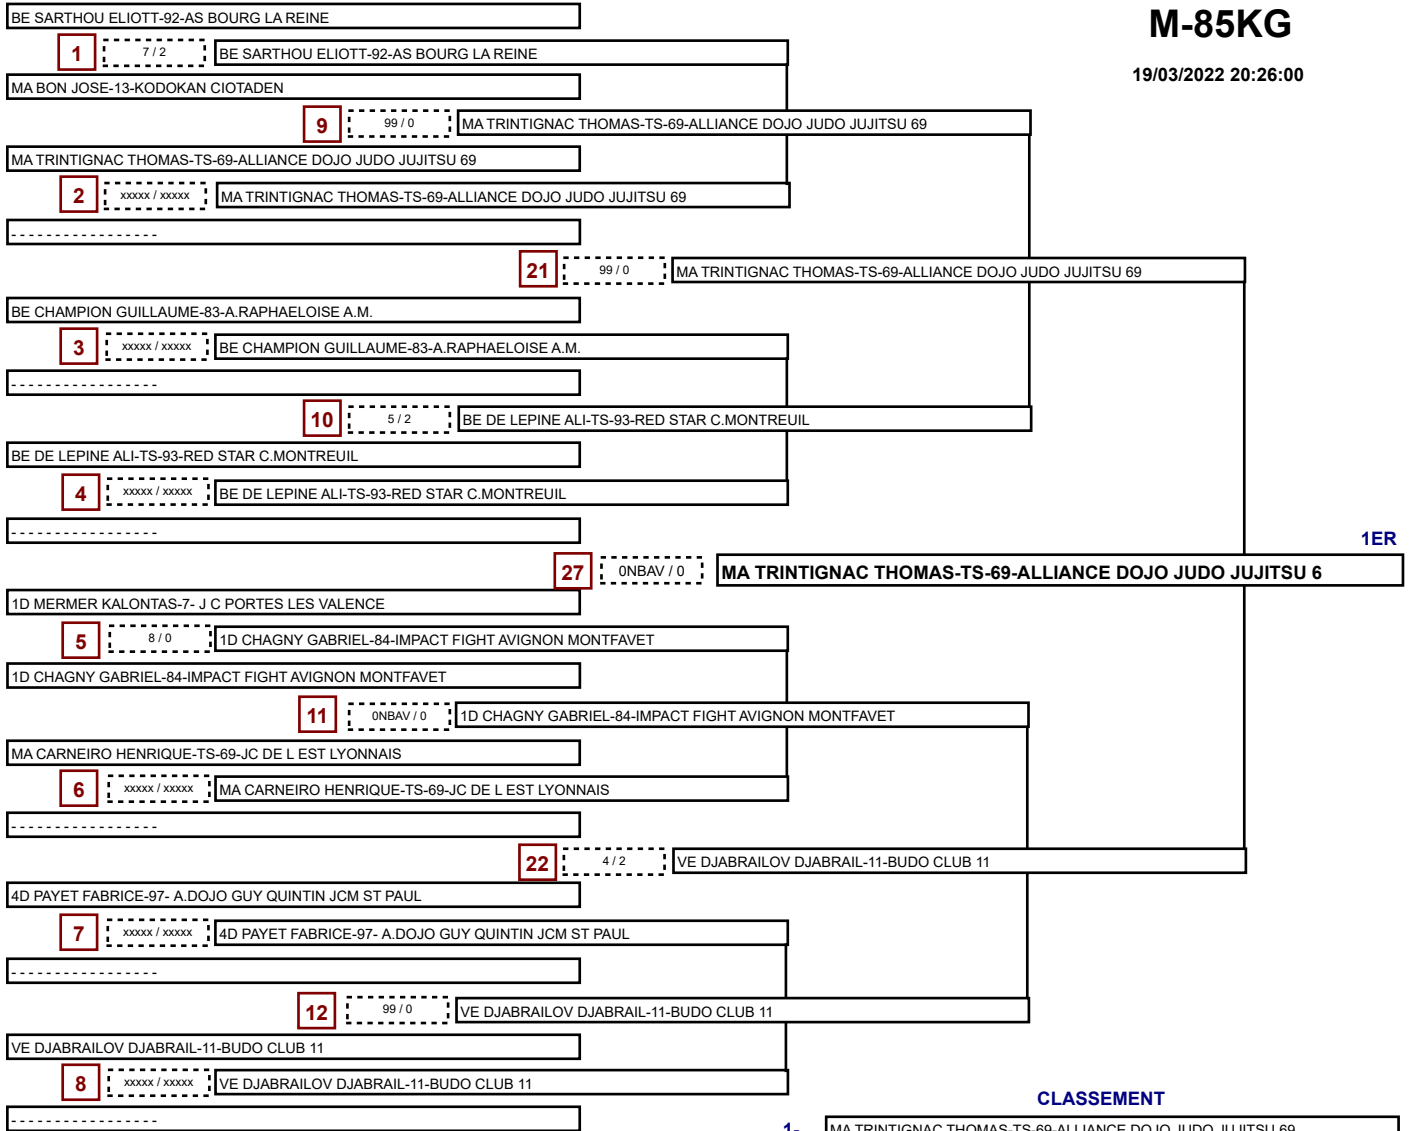 BE SARTHOU ELIOTT-92-AS BOURG LA REINE
M-85KG
1
7 / 2
BE SARTHOU ELIOTT-92-AS BOURG LA REINE
19/03/2022 20:26:00
MA BON JOSE-13-KODOKAN CIOTADEN
9
99 / 0
MA TRINTIGNAC THOMAS-TS-69-ALLIANCE DOJO JUDO JUJITSU 69
MA TRINTIGNAC THOMAS-TS-69-ALLIANCE DOJO JUDO JUJITSU 69
2
xxxxx / xxxxx
MA TRINTIGNAC THOMAS-TS-69-ALLIANCE DOJO JUDO JUJITSU 69
- - - - - - - - - - - - - - - - -
21
99 / 0
MA TRINTIGNAC THOMAS-TS-69-ALLIANCE DOJO JUDO JUJITSU 69
BE CHAMPION GUILLAUME-83-A.RAPHAELOISE A.M.
3
xxxxx / xxxxx
BE CHAMPION GUILLAUME-83-A.RAPHAELOISE A.M.
- - - - - - - - - - - - - - - - -
10
5 / 2
BE DE LEPINE ALI-TS-93-RED STAR C.MONTREUIL
BE DE LEPINE ALI-TS-93-RED STAR C.MONTREUIL
4
xxxxx / xxxxx
BE DE LEPINE ALI-TS-93-RED STAR C.MONTREUIL
- - - - - - - - - - - - - - - - -
1ER
27
0NBAV / 0
MA TRINTIGNAC THOMAS-TS-69-ALLIANCE DOJO JUDO JUJITSU 6
1D MERMER KALONTAS-7- J C PORTES LES VALENCE
5
8 / 0
1D CHAGNY GABRIEL-84-IMPACT FIGHT AVIGNON MONTFAVET
1D CHAGNY GABRIEL-84-IMPACT FIGHT AVIGNON MONTFAVET
11
0NBAV / 0
1D CHAGNY GABRIEL-84-IMPACT FIGHT AVIGNON MONTFAVET
MA CARNEIRO HENRIQUE-TS-69-JC DE L EST LYONNAIS
6
xxxxx / xxxxx
MA CARNEIRO HENRIQUE-TS-69-JC DE L EST LYONNAIS
- - - - - - - - - - - - - - - - -
22
4 / 2
VE DJABRAILOV DJABRAIL-11-BUDO CLUB 11
4D PAYET FABRICE-97- A.DOJO GUY QUINTIN JCM ST PAUL
7
xxxxx / xxxxx
4D PAYET FABRICE-97- A.DOJO GUY QUINTIN JCM ST PAUL
- - - - - - - - - - - - - - - - -
12
99 / 0
VE DJABRAILOV DJABRAIL-11-BUDO CLUB 11
VE DJABRAILOV DJABRAIL-11-BUDO CLUB 11
8
xxxxx / xxxxx
VE DJABRAILOV DJABRAIL-11-BUDO CLUB 11
CLASSEMENT
- - - - - - - - - - - - - - - - -
1-
MA TRINTIGNAC THOMAS-TS-69-ALLIANCE DOJO JUDO JUJITSU 69